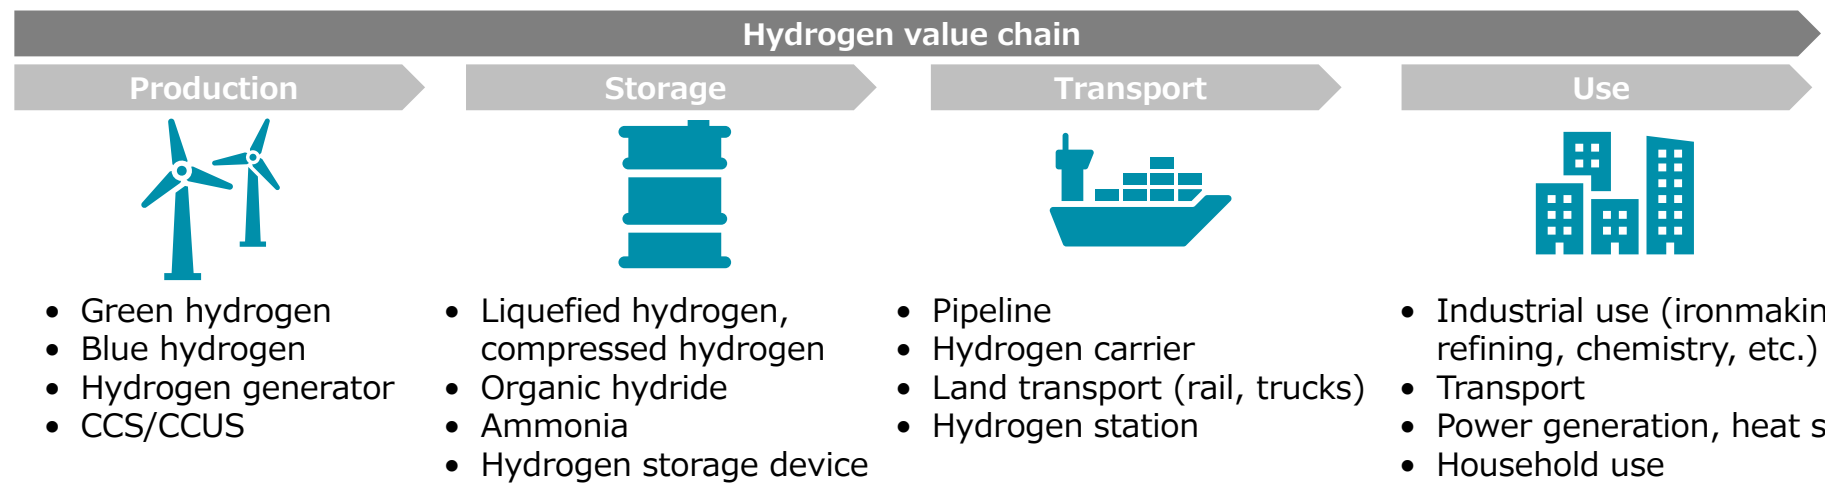 Hydrogen value chain
Production
Storage
Transport
Use
• Green hydrogen
• Blue hydrogen
• Hydrogen generator
• CCS/CCUS
• Liquefied hydrogen,
compressed hydrogen
• Organic hydride
• Ammonia
• Hydrogen storage device
• Pipeline
• Hydrogen carrier
• Land transport (rail, trucks)
• Hydrogen station
• Industrial use (ironmakin
refining, chemistry, etc.)
• Transport
• Power generation, heat s
• Household use